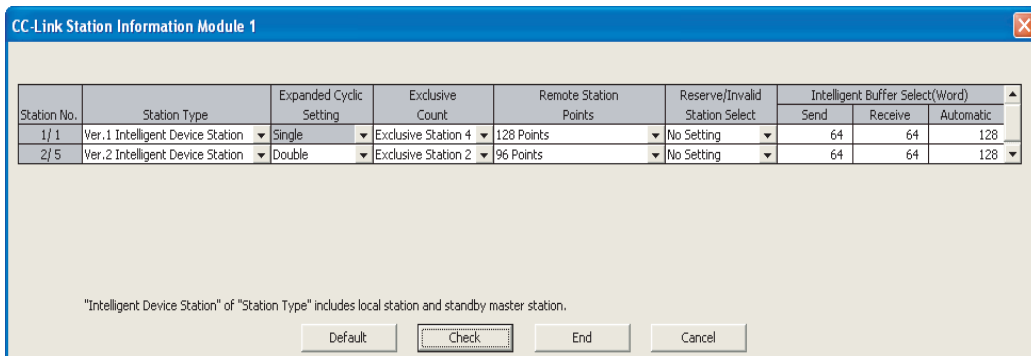 CC-Link Station Information Module 1
Expanded Cyclic Exclusive Remote Station Reserve/Invalid Intelligent Buffer Select(Word)
Station No. Station Type Setting Count Points Station Select Send Receive Automatic
1/ 1 Ver.1 Intelligent Device Station Single Exclusive Station 4 128 Points No Setting 64 64 128
2/ 5 Ver.2 Intelligent Device Station Double Exclusive Station 2 96 Points No Setting 64 64 128
"Intelligent Device Station" of "Station Type" includes local station and standby master station.
Default Check End Cancel